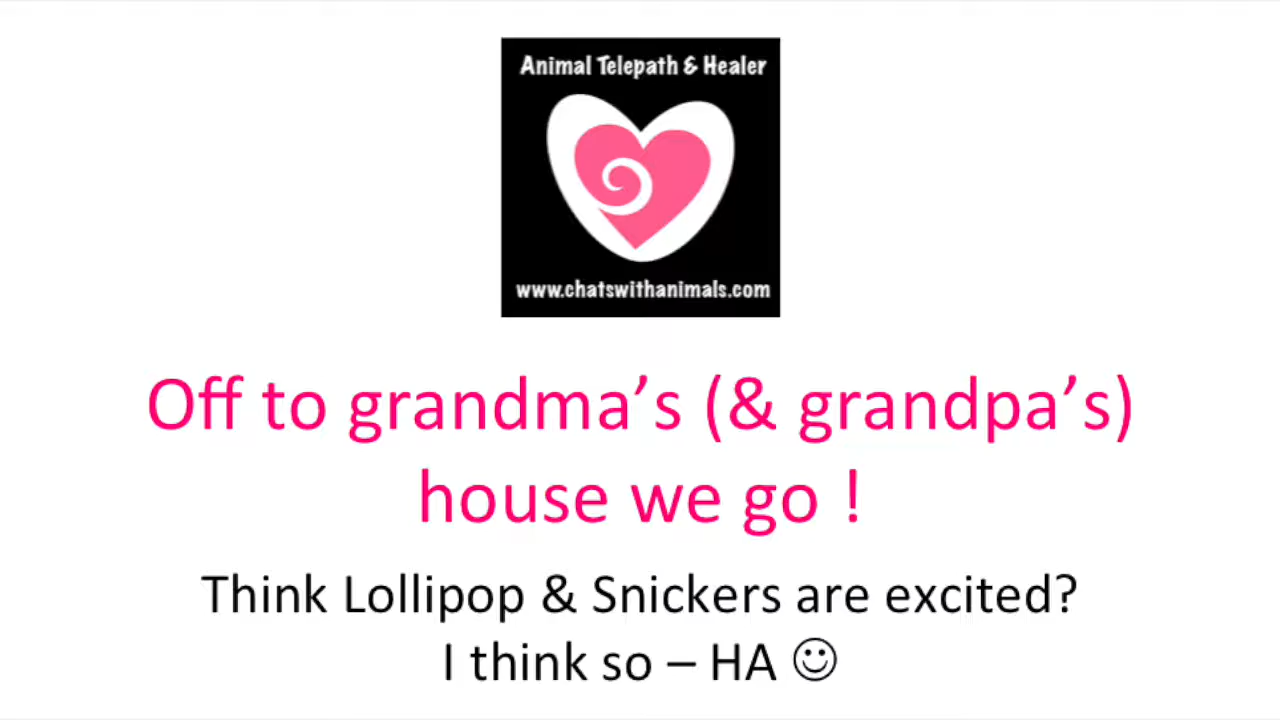 Animal Telepath & Healer
www.chatswithanimals.com
Off to grandma’s (& grandpa’s)
house we go !
Think Lollipop & Snickers are excited?
I think so – HA ☺